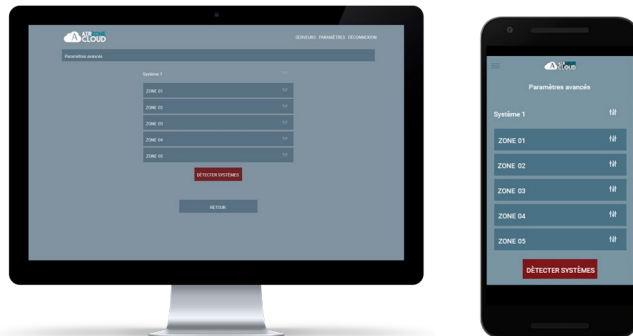 AIRZONE
CLOUD
SERVEURS PARAMÈTRES DÉCONNEXION
Paramètres avancés
Système 1
ZONE 01
ZONE 02
ZONE 03
ZONE 04
ZONE 05
DÉTECTER SYSTÈMES
RETOUR
AIRZONE
CLOUD
Paramètres avancés
Système 1
ZONE 01
ZONE 02
ZONE 03
ZONE 04
ZONE 05
DÈTECTER SYSTÈMES